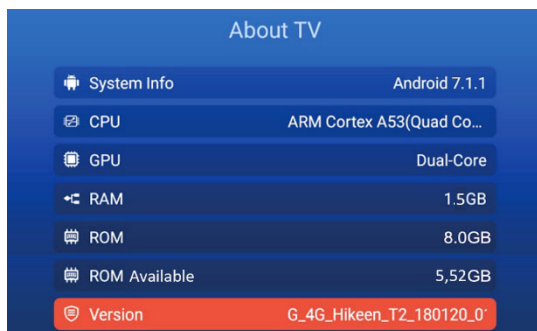 About TV
System Info Android 7.1.1
CPU ARM Cortex A53(Quad Co...
GPU Dual-Core
RAM 1.5GB
ROM 8.0GB
ROM Available 5,52GB
Version G_4G_Hikeen_T2_180120_0